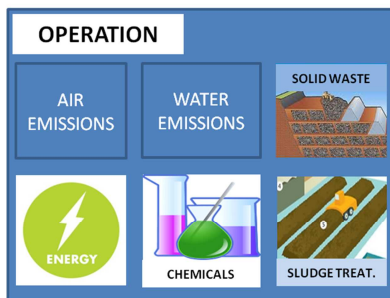 OPERATION
AIR
EMISSIONS
WATER
EMISSIONS
SOLID WASTE
ENERGY
CHEMICALS
SLUDGE TREAT.